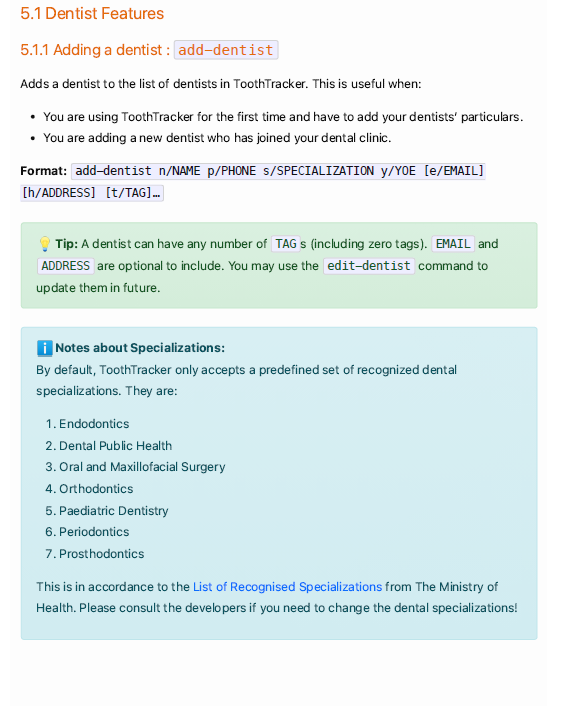 5.1 Dentist Features
5.1.1 Adding a dentist : add-dentist
Adds a dentist to the list of dentists in ToothTracker. This is useful when:
• You are using ToothTracker for the first time and have to add your dentists’ particulars.
• You are adding a new dentist who has joined your dental clinic.
Format: add-dentist n/NAME p/PHONE s/SPECIALIZATION y/YOE [e/EMAIL]
[h/ADDRESS] [t/TAG]…
💡 Tip: A dentist can have any number of TAGs (including zero tags). EMAIL and
ADDRESS are optional to include. You may use the edit-dentist command to
update them in future.
ℹ️ Notes about Specializations:
By default, ToothTracker only accepts a predefined set of recognized dental
specializations. They are:
1. Endodontics
2. Dental Public Health
3. Oral and Maxillofacial Surgery
4. Orthodontics
5. Paediatric Dentistry
6. Periodontics
7. Prosthodontics
This is in accordance to the List of Recognised Specializations from The Ministry of
Health. Please consult the developers if you need to change the dental specializations!